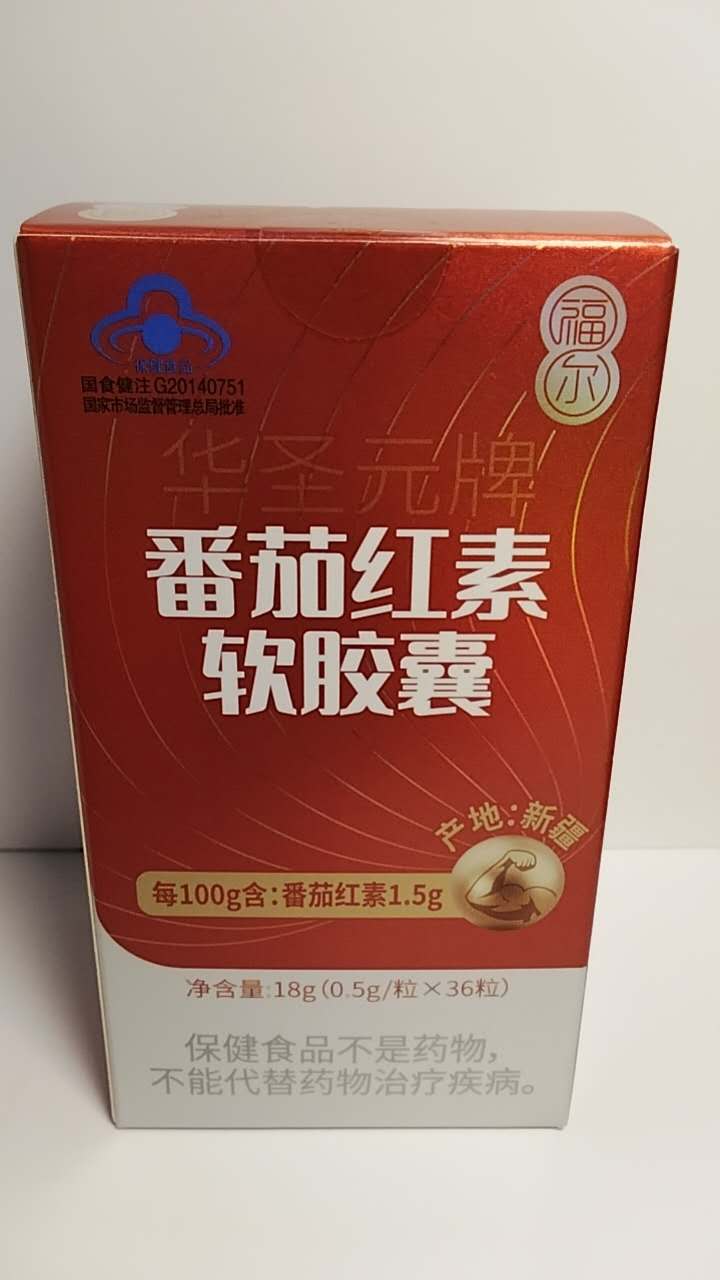 保健食品
国食健注G20140751
国家市场监督管理总局批准
福
尔
华圣元牌
番茄红素
软胶囊
产地:新疆
每100g含:番茄红素1.5g
净含量:18g(0.5g/粒×36粒)
保健食品不是药物,
不能代替药物治疗疾病。